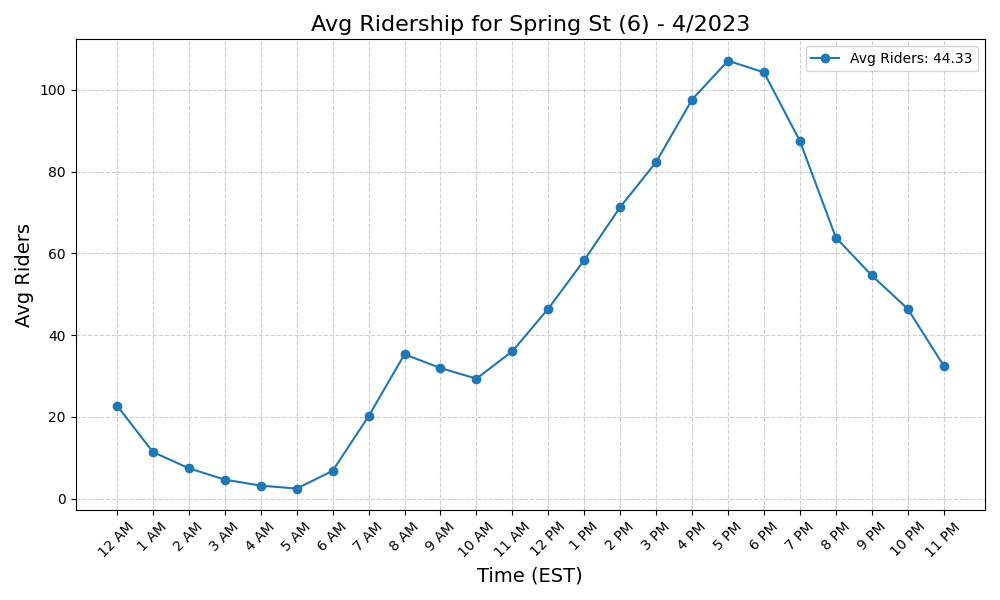 Avg Ridership for Spring St (6) - 4/2023
Avg Riders: 44.33
Avg Riders
100
80
60
40
20
0
12 AM
1 AM
2 AM
3 AM
4 AM
5 AM
6 AM
7 AM
8 AM
9 AM
10 AM
11 AM
12 PM
1 PM
2 PM
3 PM
4 PM
5 PM
6 PM
7 PM
8 PM
9 PM
10 PM
11 PM
Time (EST)